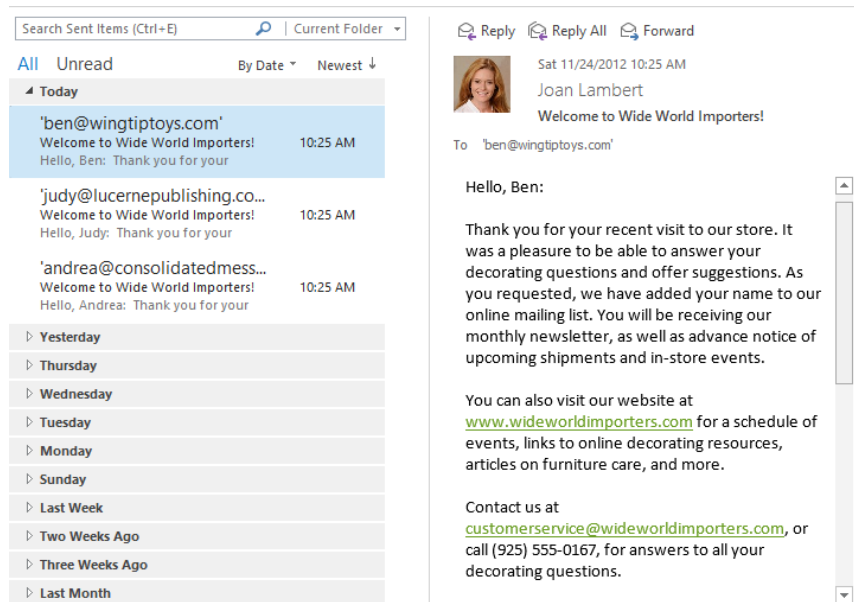 Search Sent Items (Ctrl+E)
Current Folder
All Unread By Date Newest ↓
Today
'ben@wingtiptoys.com'
Welcome to Wide World Importers! 10:25 AM
Hello, Ben: Thank you for your
'judy@lucernepublishing.co...
Welcome to Wide World Importers! 10:25 AM
Hello, Judy: Thank you for your
'andrea@consolidatedmess...
Welcome to Wide World Importers! 10:25 AM
Hello, Andrea: Thank you for your
Yesterday
Thursday
Wednesday
Tuesday
Monday
Sunday
Last Week
Two Weeks Ago
Three Weeks Ago
Last Month
Reply Reply All Forward
Sat 11/24/2012 10:25 AM
Joan Lambert
Welcome to Wide World Importers!
To 'ben@wingtiptoys.com'
Hello, Ben:
Thank you for your recent visit to our store. It
was a pleasure to be able to answer your
decorating questions and offer suggestions. As
you requested, we have added your name to our
online mailing list. You will be receiving our
monthly newsletter, as well as advance notice of
upcoming shipments and in-store events.
You can also visit our website at
www.wideworldimporters.com for a schedule of
events, links to online decorating resources,
articles on furniture care, and more.
Contact us at
customerservice@wideworldimporters.com, or
call (925) 555-0167, for answers to all your
decorating questions.